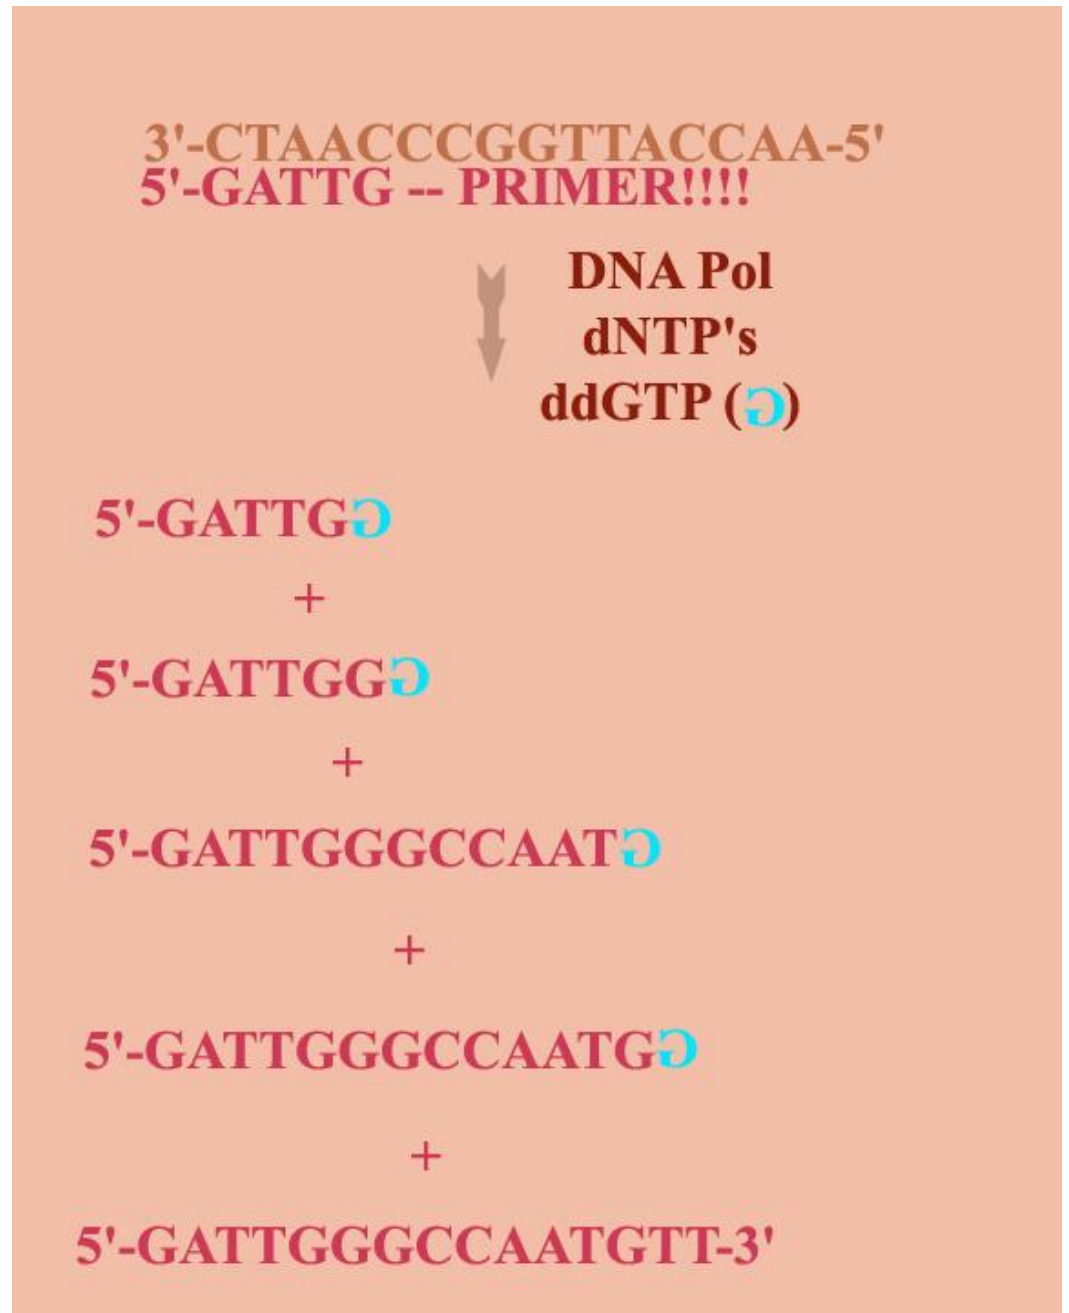 3'-CTAACCCGGTTACCAA-5'
5'-GATTG -- PRIMER!!!!
DNA Pol
dNTP's
ddGTP (G)
5'-GATTGG
+
5'-GATTGGG
+
5'-GATTGGGCCAATG
+
5'-GATTGGGCCAATGG
+
5'-GATTGGGCCAATGTT-3'